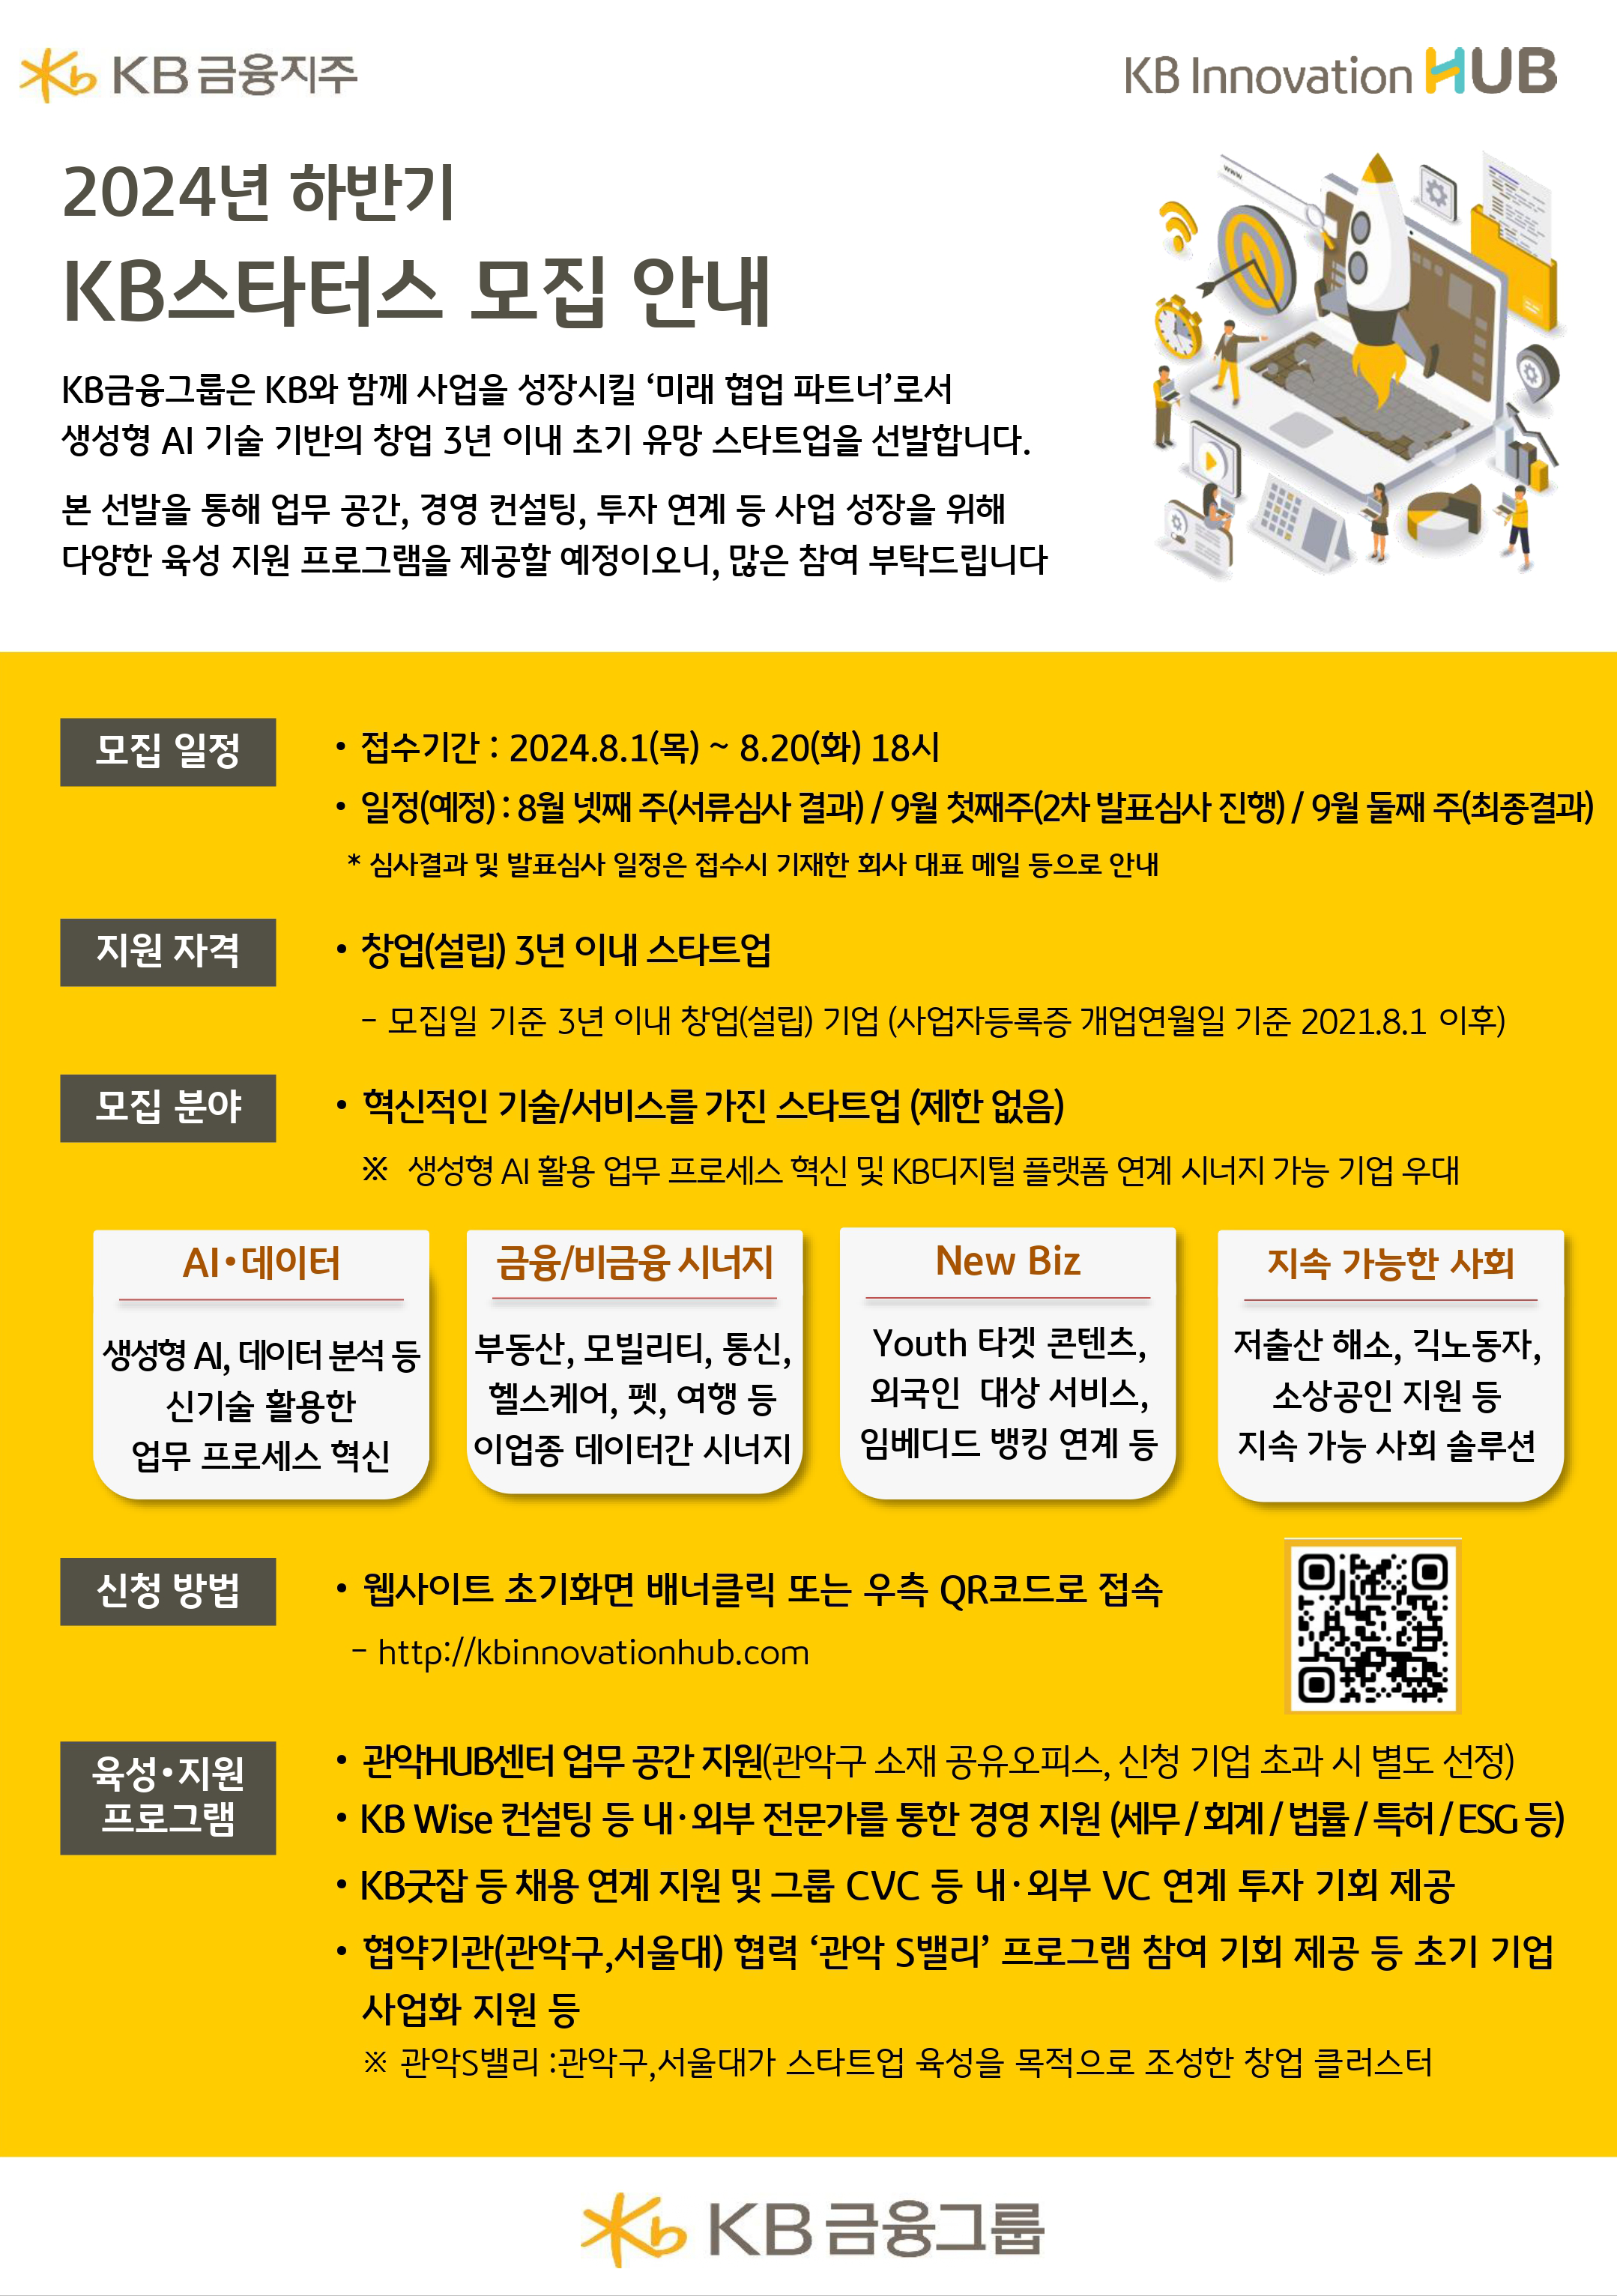 KB금융지주
KB Innovation HUB
2024년 하반기
KB스타터스 모집 안내
KB금융그룹은 KB와 함께 사업을 성장시킬 ‘미래 협업 파트너’로서
생성형 AI 기술 기반의 창업 3년 이내 초기 유망 스타트업을 선발합니다.
본 선발을 통해 업무 공간, 경영 컨설팅, 투자 연계 등 사업 성장을 위해
다양한 육성 지원 프로그램을 제공할 예정이오니, 많은 참여 부탁드립니다
www
모집 일정
• 접수기간 : 2024.8.1(목) ~ 8.20(화) 18시
• 일정(예정) : 8월 넷째 주(서류심사 결과) / 9월 첫째주(2차 발표심사 진행) / 9월 둘째 주(최종결과)
* 심사결과 및 발표심사 일정은 접수시 기재한 회사 대표 메일 등으로 안내
지원 자격
• 창업(설립) 3년 이내 스타트업
- 모집일 기준 3년 이내 창업(설립) 기업 (사업자등록증 개업연월일 기준 2021.8.1 이후)
모집 분야
• 혁신적인 기술/서비스를 가진 스타트업 (제한 없음)
※ 생성형 AI 활용 업무 프로세스 혁신 및 KB디지털 플랫폼 연계 시너지 가능 기업 우대
AI•데이터
생성형 AI, 데이터 분석 등
신기술 활용한
업무 프로세스 혁신
금융/비금융 시너지
부동산, 모빌리티, 통신,
헬스케어, 펫, 여행 등
이업종 데이터간 시너지
New Biz
Youth 타겟 콘텐츠,
외국인 대상 서비스,
임베디드 뱅킹 연계 등
지속 가능한 사회
저출산 해소, 긱노동자,
소상공인 지원 등
지속 가능 사회 솔루션
신청 방법
• 웹사이트 초기화면 배너클릭 또는 우측 QR코드로 접속
- http://kbinnovationhub.com
육성•지원
프로그램
• 관악HUB센터 업무 공간 지원(관악구 소재 공유오피스, 신청 기업 초과 시 별도 선정)
• KB Wise 컨설팅 등 내·외부 전문가를 통한 경영 지원 (세무 / 회계 / 법률 / 특허 / ESG 등)
• KB굿잡 등 채용 연계 지원 및 그룹 CVC 등 내·외부 VC 연계 투자 기회 제공
• 협약기관(관악구,서울대) 협력 ‘관악 S밸리’ 프로그램 참여 기회 제공 등 초기 기업
사업화 지원 등
※ 관악S밸리 :관악구,서울대가 스타트업 육성을 목적으로 조성한 창업 클러스터
KB금융그룹